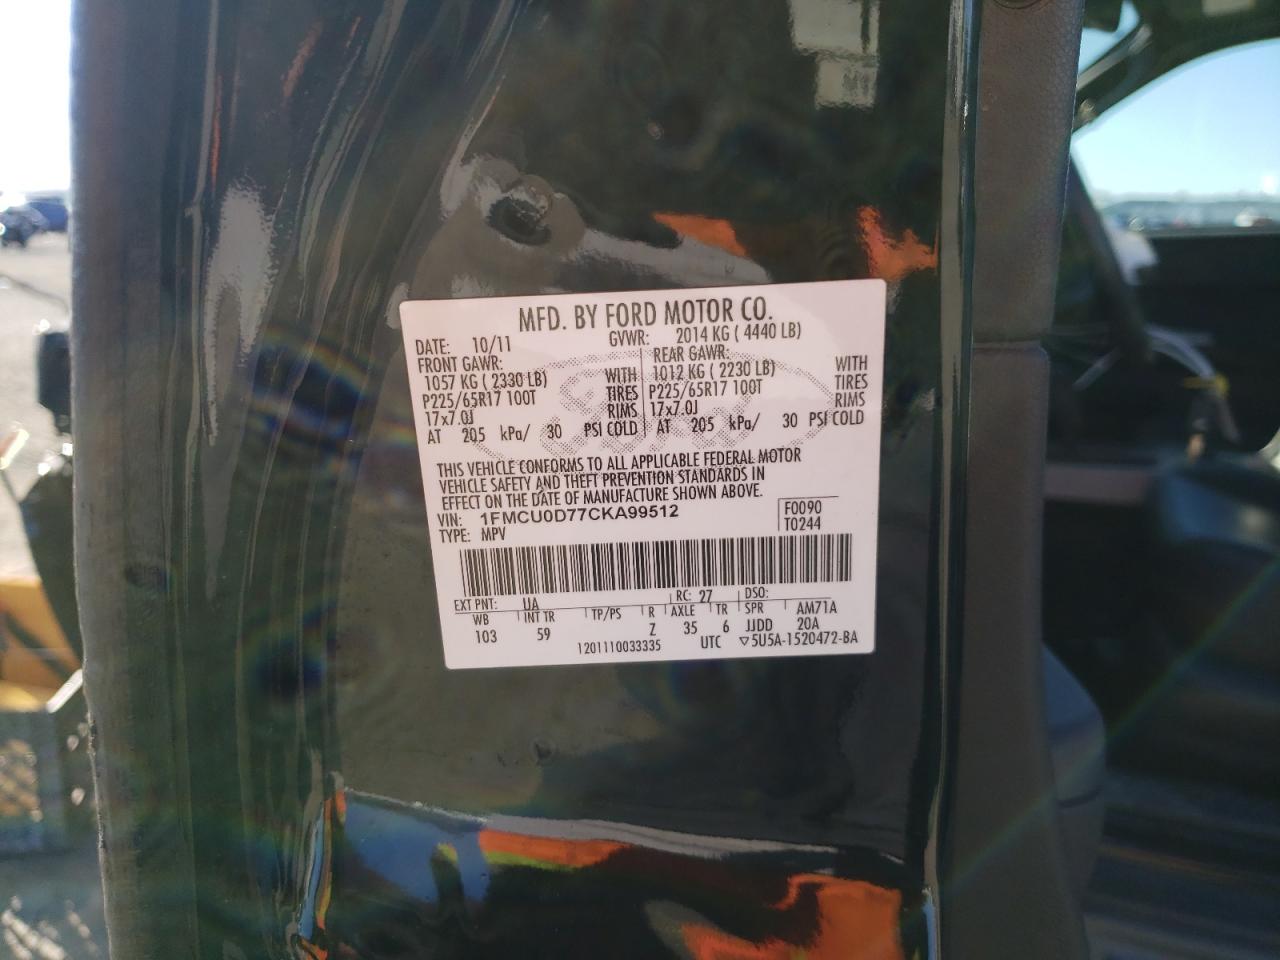 MFD. BY FORD MOTOR CO.
DATE: 10/11 GVWR: 2014 KG ( 4440 LB)
FRONT GAWR: REAR GAWR:
1057 KG ( 2330 LB) WITH 1012 KG ( 2230 LB) WITH
P225/65R17 100T TIRES P225/65R17 100T TIRES
17x7.0J RIMS 17x7.0J RIMS
AT 205 kPa/ 30 PSI COLD AT 205 kPa/ 30 PSI COLD
THIS VEHICLE CONFORMS TO ALL APPLICABLE FEDERAL MOTOR
VEHICLE SAFETY AND THEFT PREVENTION STANDARDS IN
EFFECT ON THE DATE OF MANUFACTURE SHOWN ABOVE.
VIN: 1FMCU0D77CKA99512 F0090
TYPE: MPV T0244
EXT PNT: UA RC: 27 DSO:
WB INT TR TP/PS R AXLE TR SPR AM71A
103 59 Z 35 6 JJDD 20A
1201110033335 UTC ▽5U5A-1520472-BA
Ford